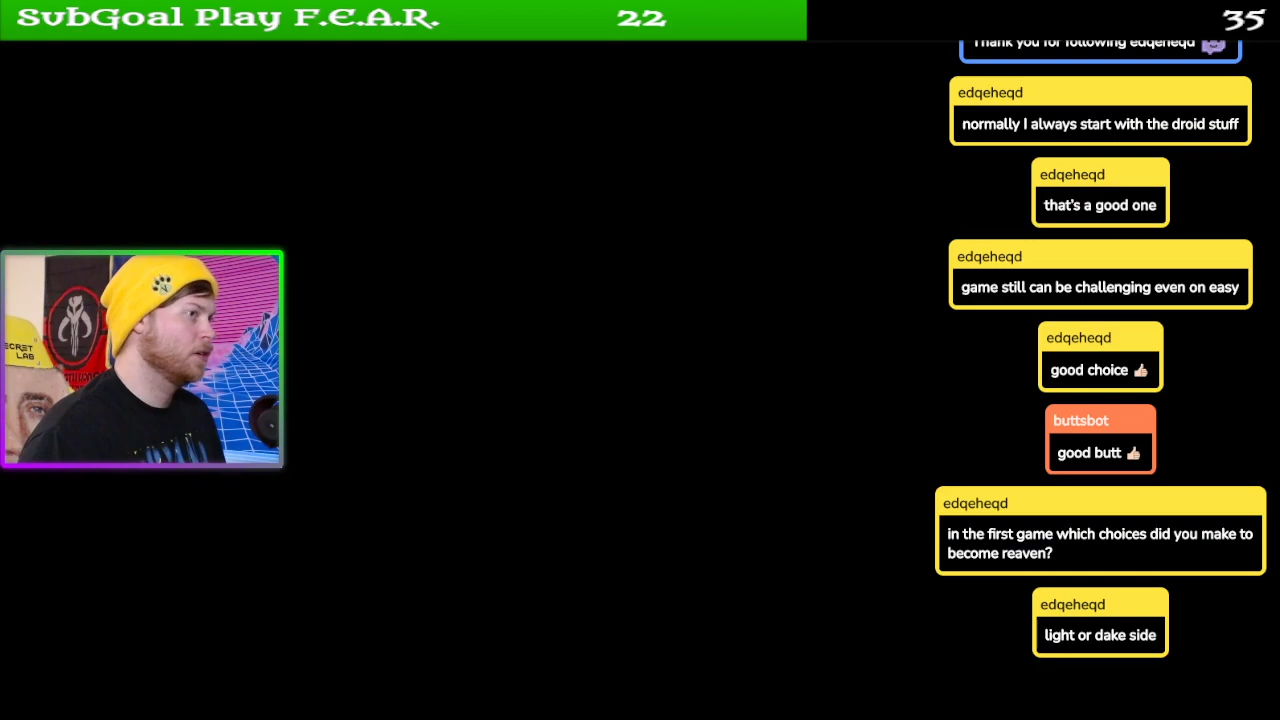 SubGoal Play F.E.A.R. 22 35
Thank you for following edqeheqd
edqeheqd
normally I always start with the droid stuff
edqeheqd
that's a good one
edqeheqd
game still can be challenging even on easy
edqeheqd
good choice 👍🏻
buttsbot
good butt 👍🏻
edqeheqd
in the first game which choices did you make to
become reaven?
edqeheqd
light or dake side
SECRET
LAB